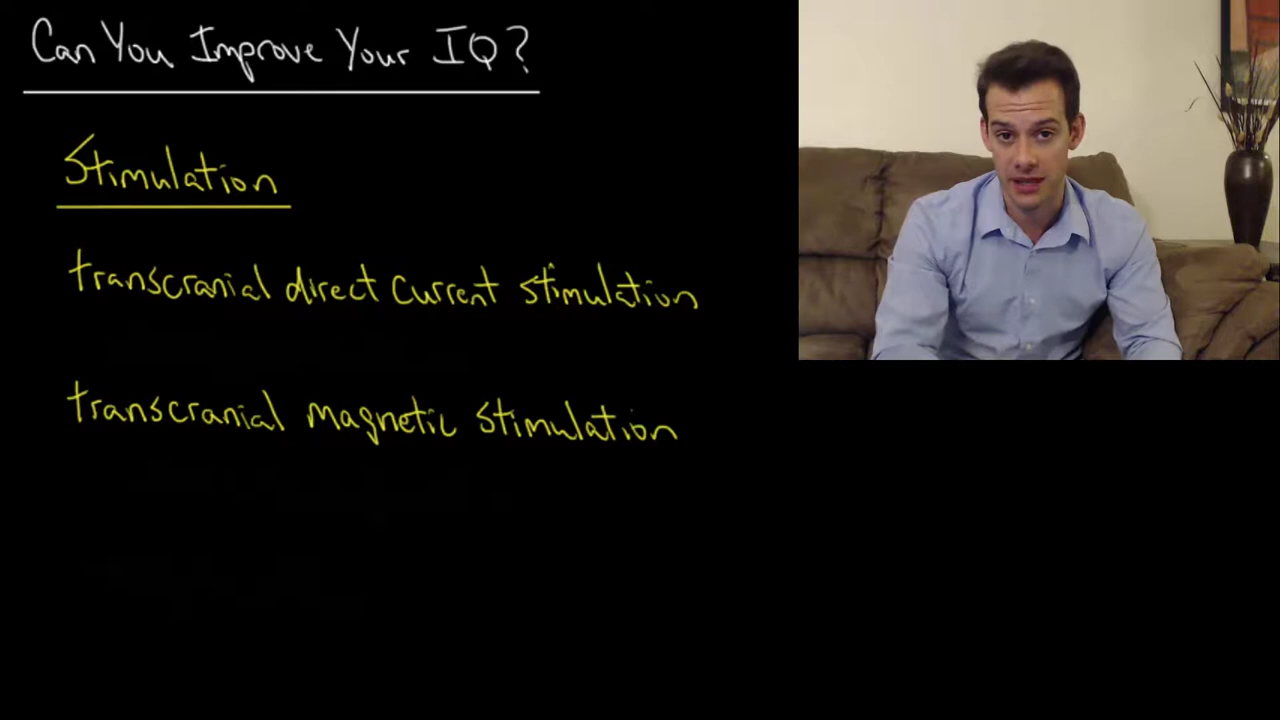 Can You Improve Your IQ?
Stimulation
transcranial direct current stimulation
transcranial magnetic stimulation